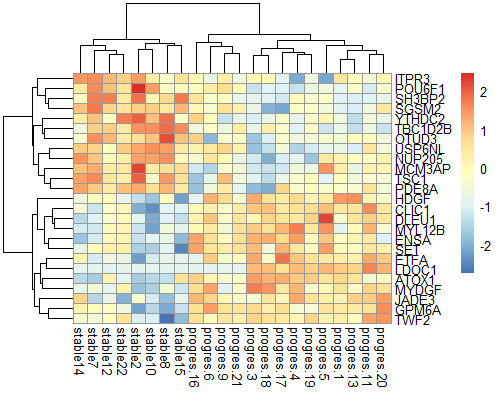 ITPR3
POU6F1
SH3BP2
SGSM2
YTHDC2
TBC1D2B
OTUD3
USP6NL
NUP205
MCM3AP
TSC1
PDE8A
HDGF
CLIC1
DLEU1
MYL12B
ENSA
SET
ETFA
LDOC1
ATOX1
MYDGF
JADE3
GPM6A
TWF2
2
1
0
-1
-2
stable14
stable7
stable12
stable22
stable2
stable10
stable8
stable15
progres.16
progres.6
progres.9
progres.21
progres.3
progres.18
progres.17
progres.4
progres.19
progres.5
progres.1
progres.13
progres.11
progres.20